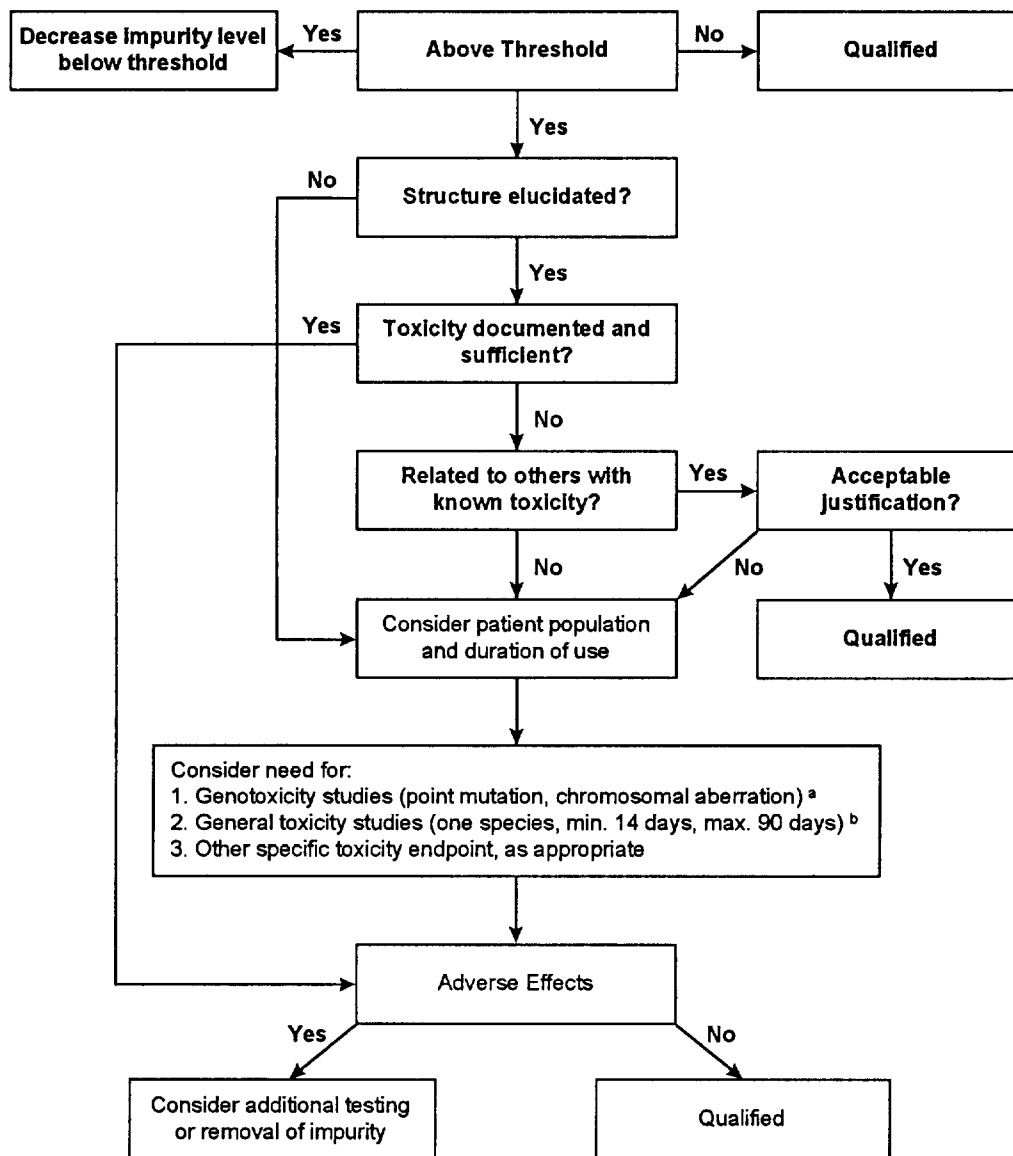 Decrease impurity level
below threshold
Yes
Above Threshold
No
Qualified
Yes
No
Structure elucidated?
Yes
Yes
Toxicity documented and
sufficient?
No
Related to others with
known toxicity?
Yes
Acceptable
justification?
No
No
Yes
Consider patient population
and duration of use
Qualified
Consider need for:
1. Genotoxicity studies (point mutation, chromosomal aberration) a
2. General toxicity studies (one species, min. 14 days, max. 90 days) b
3. Other specific toxicity endpoint, as appropriate
Adverse Effects
Yes
No
Consider additional testing
or removal of impurity
Qualified